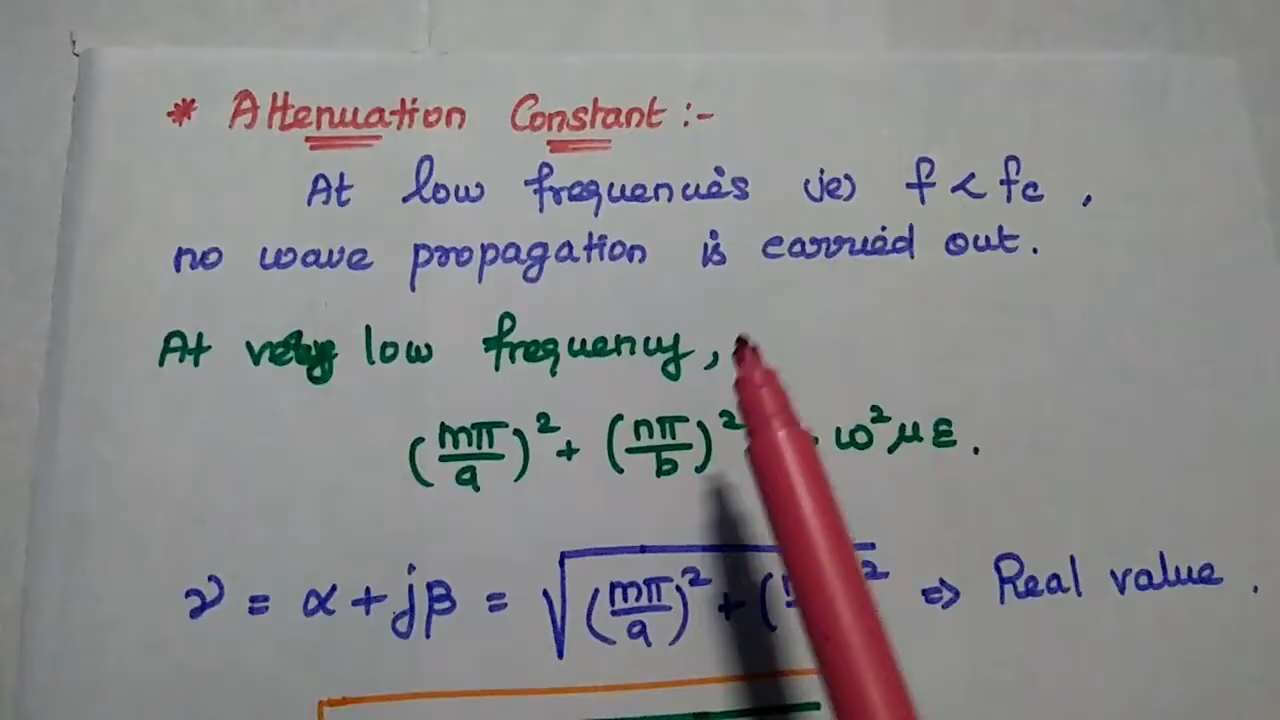 * Attenuation Constant :-
At low frequencies (ie) f < fc ,
no wave propagation is carried out.
At very low frequency,
(mπ/a)² + (nπ/b)² ω²με.
γ = α + jβ = √(mπ/a)² + ( ² ⇒ Real value .